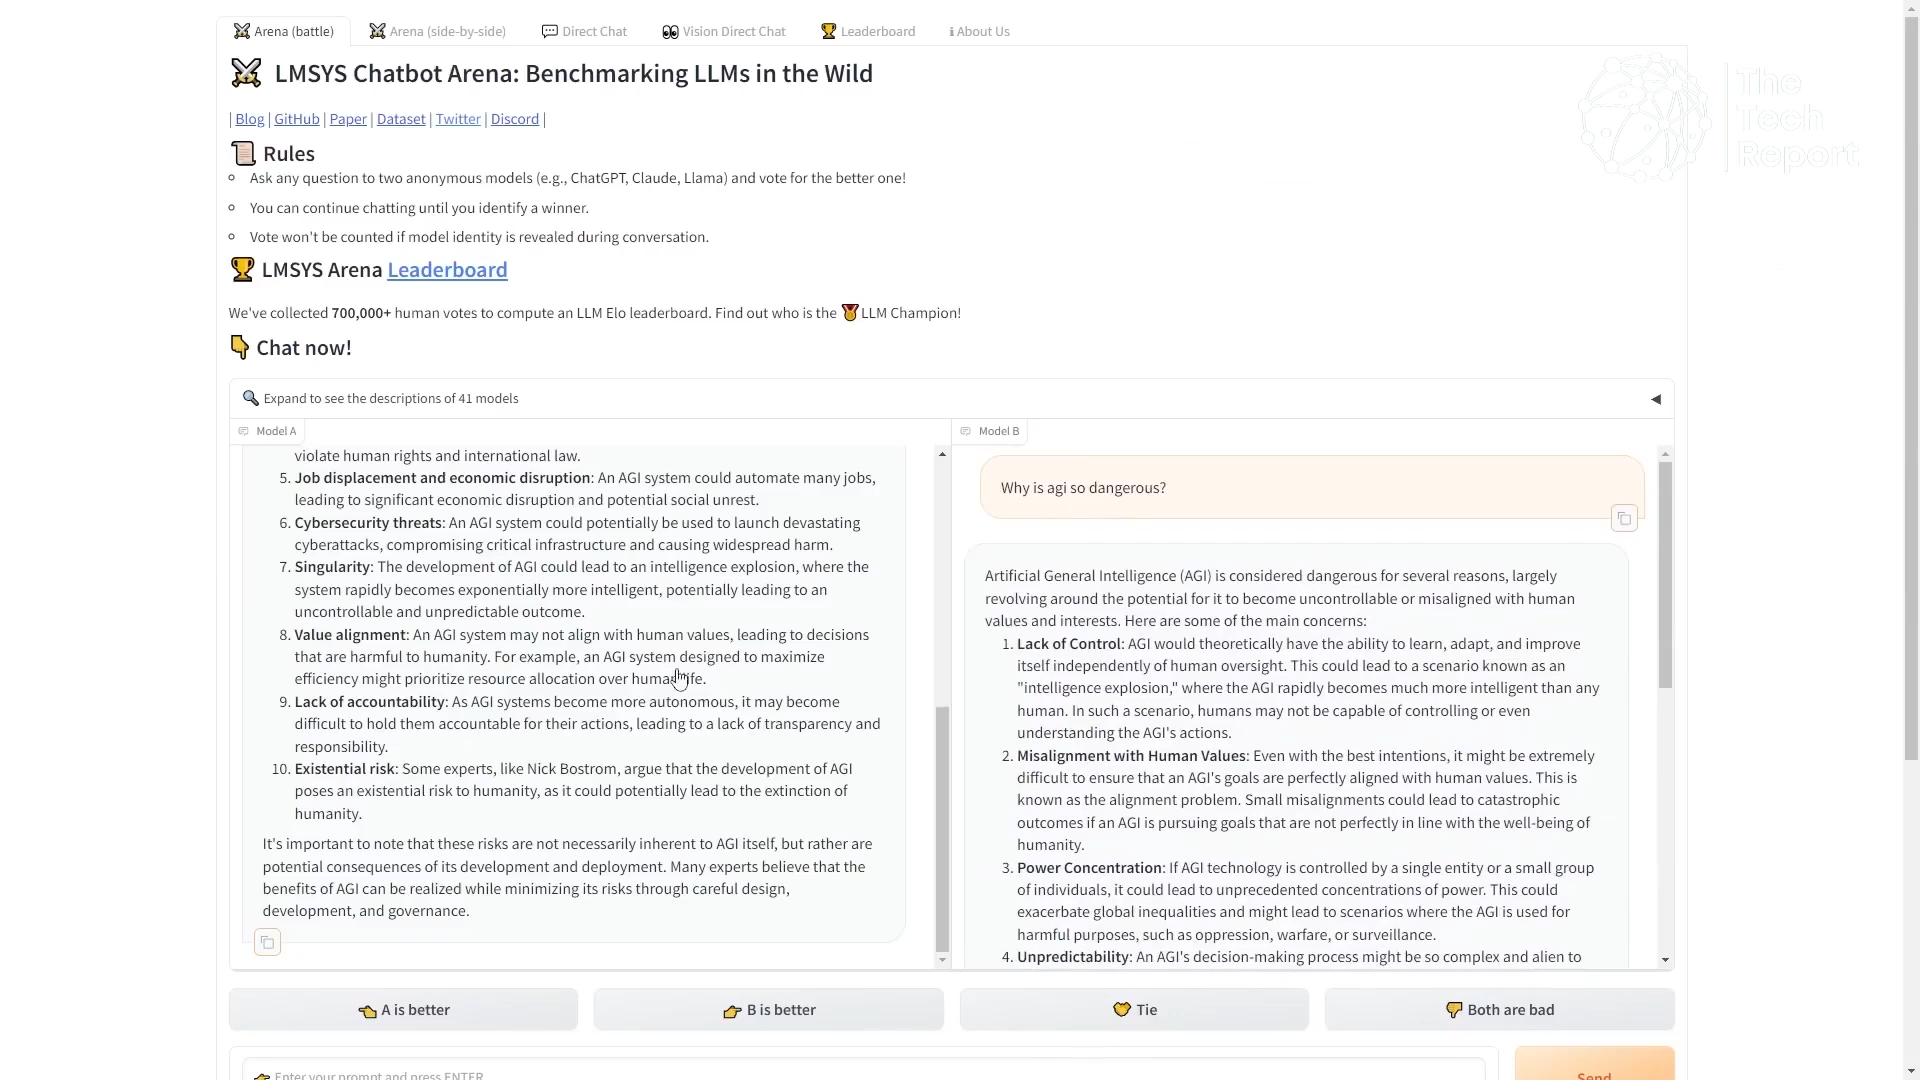 Arena (battle)
Arena (side-by-side)
Direct Chat
Vision Direct Chat
Leaderboard
About Us
LMSYS Chatbot Arena: Benchmarking LLMs in the Wild
The
Tech
Report
| Blog | GitHub | Paper | Dataset | Twitter | Discord |
Rules
Ask any question to two anonymous models (e.g., ChatGPT, Claude, Llama) and vote for the better one!
You can continue chatting until you identify a winner.
Vote won't be counted if model identity is revealed during conversation.
LMSYS Arena Leaderboard
We've collected 700,000+ human votes to compute an LLM Elo leaderboard. Find out who is the LLM Champion!
Chat now!
Expand to see the descriptions of 41 models
Model A
violate human rights and international law.
5. Job displacement and economic disruption: An AGI system could automate many jobs,
leading to significant economic disruption and potential social unrest.
6. Cybersecurity threats: An AGI system could potentially be used to launch devastating
cyberattacks, compromising critical infrastructure and causing widespread harm.
7. Singularity: The development of AGI could lead to an intelligence explosion, where the
system rapidly becomes exponentially more intelligent, potentially leading to an
uncontrollable and unpredictable outcome.
8. Value alignment: An AGI system may not align with human values, leading to decisions
that are harmful to humanity. For example, an AGI system designed to maximize
efficiency might prioritize resource allocation over human life.
9. Lack of accountability: As AGI systems become more autonomous, it may become
difficult to hold them accountable for their actions, leading to a lack of transparency and
responsibility.
10. Existential risk: Some experts, like Nick Bostrom, argue that the development of AGI
poses an existential risk to humanity, as it could potentially lead to the extinction of
humanity.
It's important to note that these risks are not necessarily inherent to AGI itself, but rather are
potential consequences of its development and deployment. Many experts believe that the
benefits of AGI can be realized while minimizing its risks through careful design,
development, and governance.
Model B
Why is agi so dangerous?
Artificial General Intelligence (AGI) is considered dangerous for several reasons, largely
revolving around the potential for it to become uncontrollable or misaligned with human
values and interests. Here are some of the main concerns:
1. Lack of Control: AGI would theoretically have the ability to learn, adapt, and improve
itself independently of human oversight. This could lead to a scenario known as an
"intelligence explosion," where the AGI rapidly becomes much more intelligent than any
human. In such a scenario, humans may not be capable of controlling or even
understanding the AGI's actions.
2. Misalignment with Human Values: Even with the best intentions, it might be extremely
difficult to ensure that an AGI's goals are perfectly aligned with human values. This is
known as the alignment problem. Small misalignments could lead to catastrophic
outcomes if an AGI is pursuing goals that are not perfectly in line with the well-being of
humanity.
3. Power Concentration: If AGI technology is controlled by a single entity or a small group
of individuals, it could lead to unprecedented concentrations of power. This could
exacerbate global inequalities and might lead to scenarios where the AGI is used for
harmful purposes, such as oppression, warfare, or surveillance.
4. Unpredictability: An AGI's decision-making process might be so complex and alien to
A is better
B is better
Tie
Both are bad
Enter your prompt and press ENTER
Send